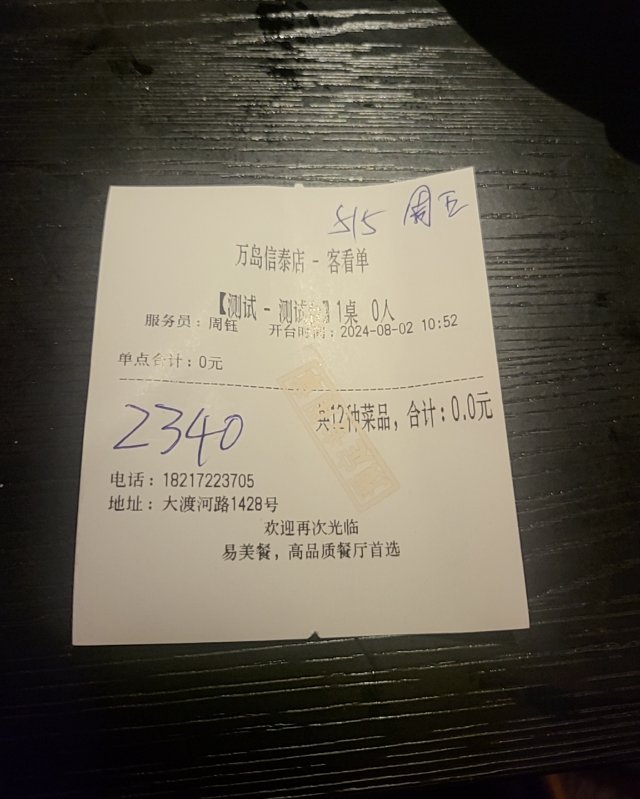 815 周五
万岛信泰店 - 客看单
【测试 - 测试】1桌 0人
服务员：周钰 开台时间：2024-08-02 10:52
单点合计：0元
共12种菜品，合计：0.0元
2340
电话：18217223705
地址：大渡河路1428号
欢迎再次光临
易美餐，高品质餐厅首选